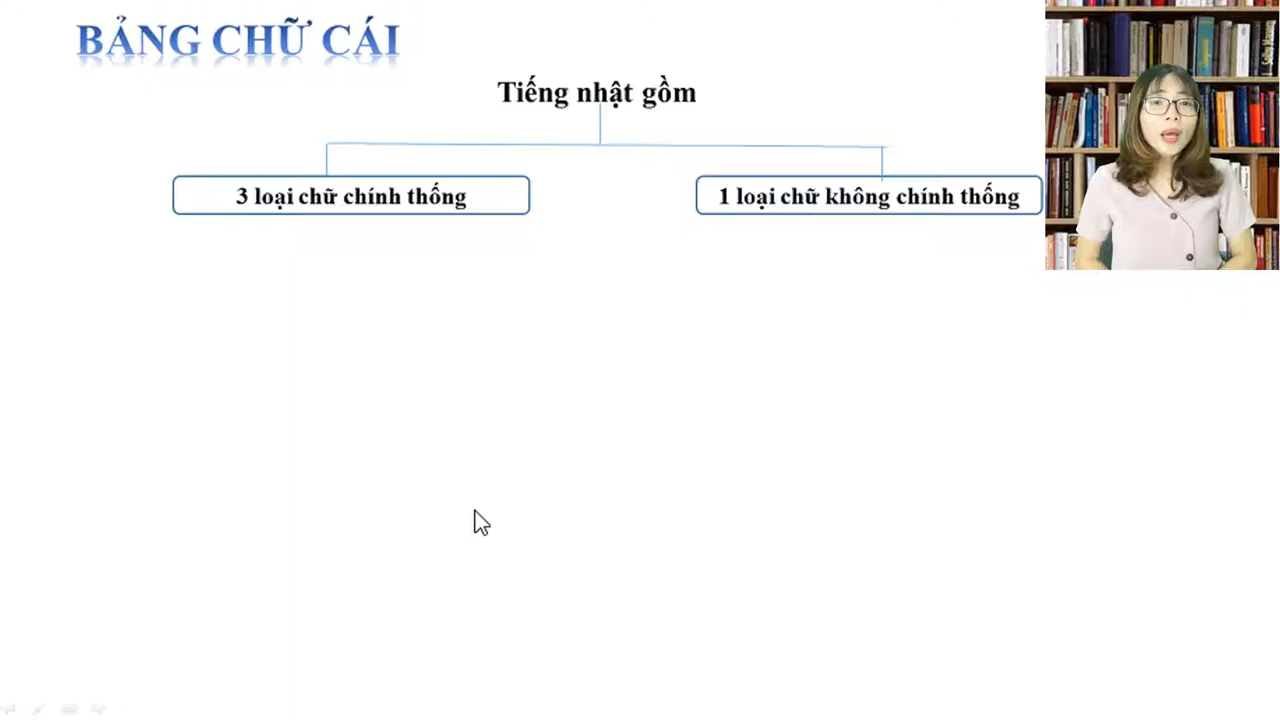 BẢNG CHỮ CÁI
Tiếng nhật gồm
3 loại chữ chính thống
1 loại chữ không chính thống